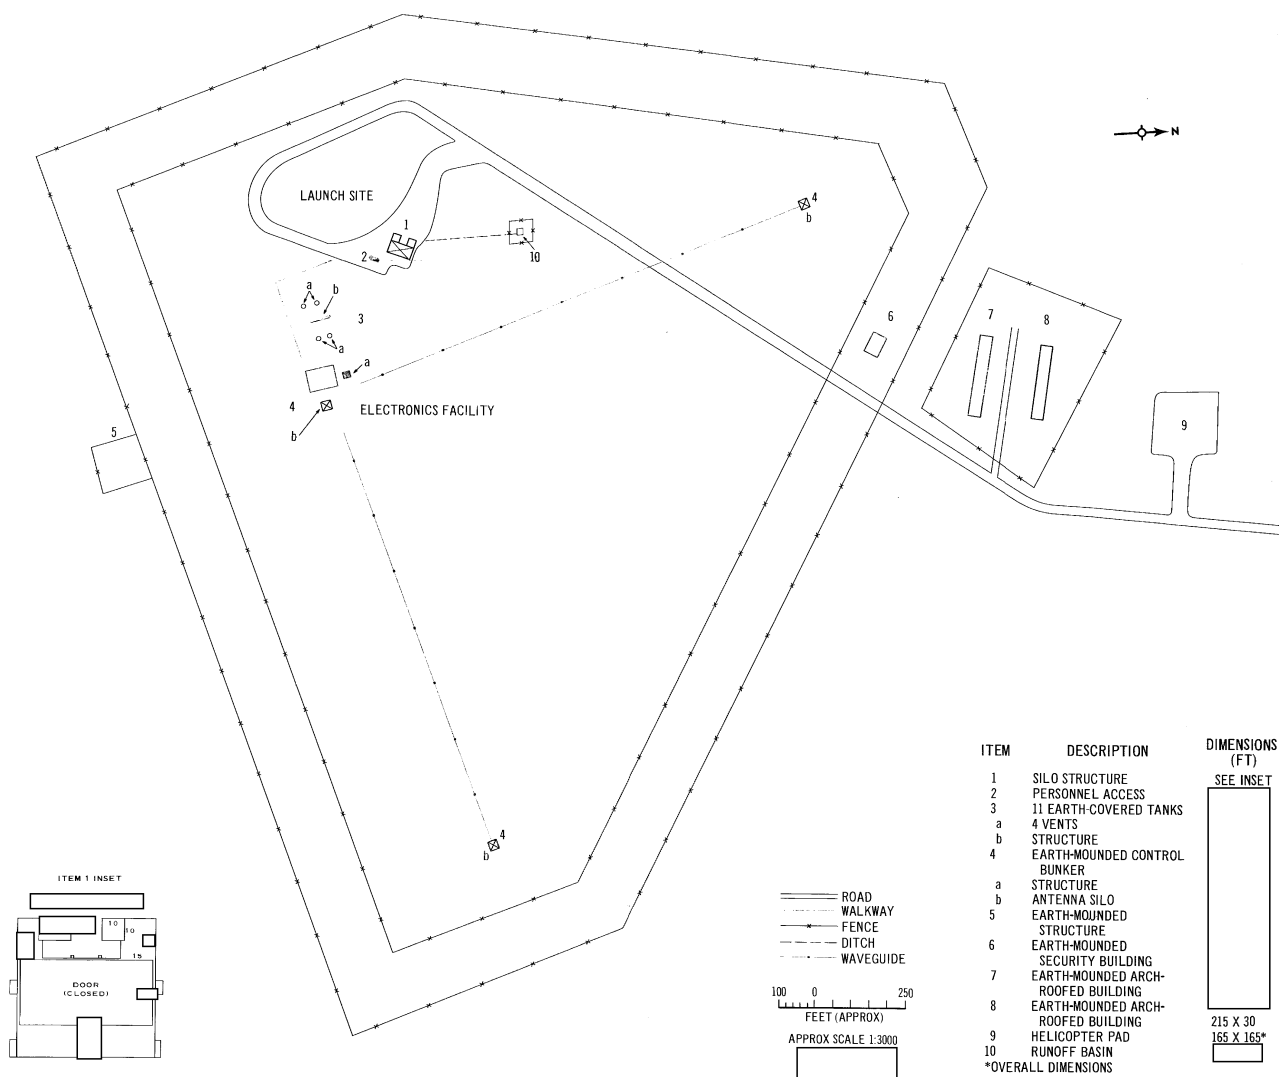 N
LAUNCH SITE
4
b
1
2
10
a
b
3
a
a
4
b
ELECTRONICS FACILITY
5
6
7
8
9
4
b
ITEM DESCRIPTION DIMENSIONS (FT)
1 SILO STRUCTURE SEE INSET
2 PERSONNEL ACCESS
3 11 EARTH-COVERED TANKS
a 4 VENTS
b STRUCTURE
4 EARTH-MOUNDED CONTROL
BUNKER
a STRUCTURE
b ANTENNA SILO
5 EARTH-MOUNDED
STRUCTURE
6 EARTH-MOUNDED
SECURITY BUILDING
7 EARTH-MOUNDED ARCH-
ROOFED BUILDING
8 EARTH-MOUNDED ARCH-
ROOFED BUILDING 215 X 30
9 HELICOPTER PAD 165 X 165*
10 RUNOFF BASIN
*OVERALL DIMENSIONS
ROAD
WALKWAY
FENCE
DITCH
WAVEGUIDE
100 0 250
FEET (APPROX)
APPROX SCALE 1:3000
ITEM 1 INSET
10
10
15
DOOR
(CLOSED)